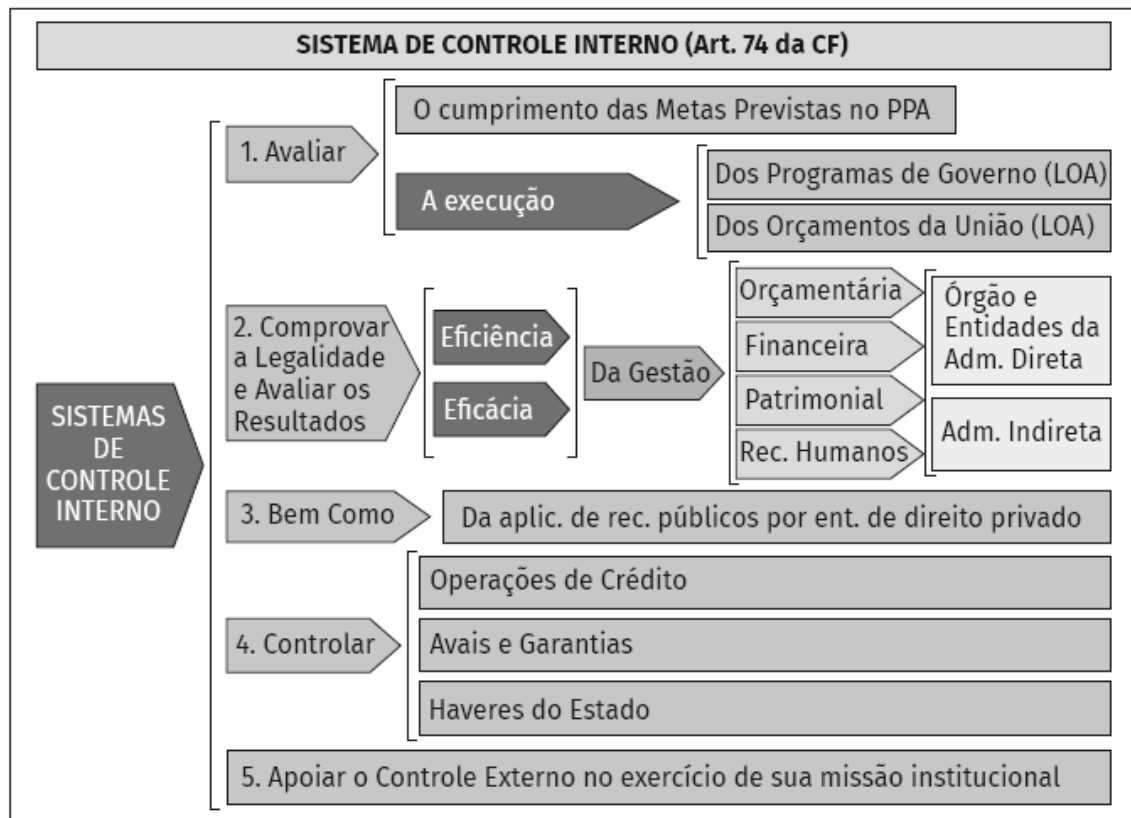 SISTEMA DE CONTROLE INTERNO (Art. 74 da CF)
SISTEMAS
DE
CONTROLE
INTERNO
1. Avaliar
O cumprimento das Metas Previstas no PPA
A execução
Dos Programas de Governo (LOA)
Dos Orçamentos da União (LOA)
2. Comprovar
a Legalidade
e Avaliar os
Resultados
Eficiência
Eficácia
Da Gestão
Orçamentária
Financeira
Patrimonial
Rec. Humanos
Órgão e
Entidades da
Adm. Direta
Adm. Indireta
3. Bem Como
Da aplic. de rec. públicos por ent. de direito privado
4. Controlar
Operações de Crédito
Avais e Garantias
Haveres do Estado
5. Apoiar o Controle Externo no exercício de sua missão institucional